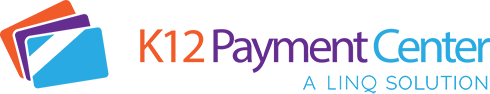 K12 Payment Center
A LINQ SOLUTION